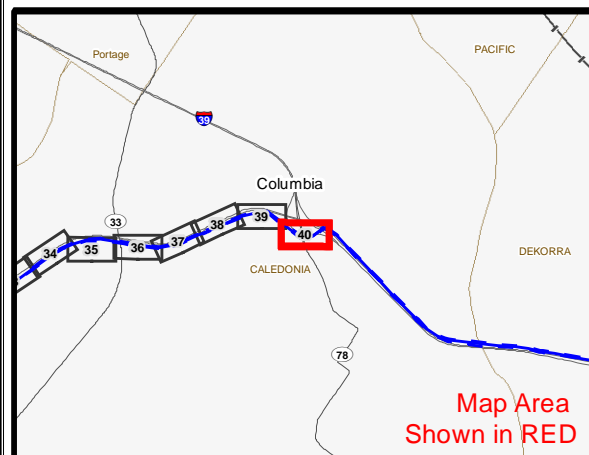 Portage
PACIFIC
39
Columbia
33
39
38
40
37
36
34
35
DEKORRA
CALEDONIA
78
Map Area
Shown in RED